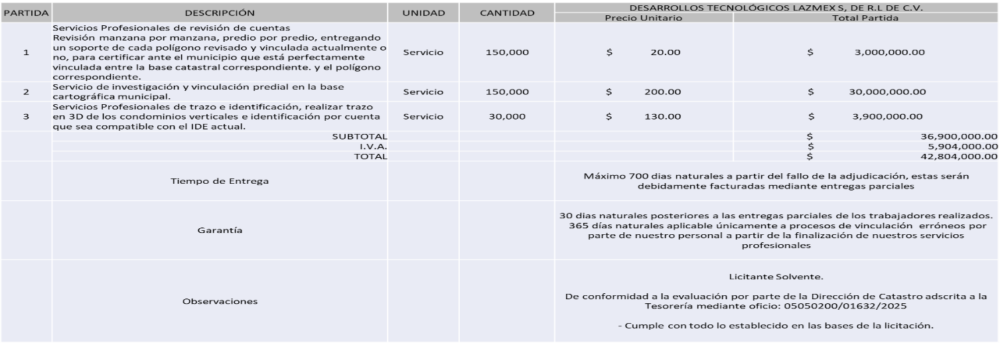 PARTIDA DESCRIPCIÓN UNIDAD CANTIDAD DESARROLLOS TECNOLÓGICOS LAZMEX S, DE R.L DE C.V.
Precio Unitario Total Partida
Servicios Profesionales de revisión de cuentas
Revisión manzana por manzana, predio por predio, entregando
un soporte de cada polígono revisado y vinculada actualmente o
no, para certificar ante el municipio que está perfectamente
vinculada entre la base catastral correspondiente. y el polígono
correspondiente.
1 Servicio 150,000 $ 20.00 $ 3,000,000.00
Servicio de investigación y vinculación predial en la base
cartográfica municipal.
2 Servicio 150,000 $ 200.00 $ 30,000,000.00
Servicios Profesionales de trazo e identificación, realizar trazo
en 3D de los condominios verticales e identificación por cuenta
que sea compatible con el IDE actual.
3 Servicio 30,000 $ 130.00 $ 3,900,000.00
SUBTOTAL $ 36,900,000.00
I.V.A. $ 5,904,000.00
TOTAL $ 42,804,000.00
Tiempo de Entrega
Máximo 700 dias naturales a partir del fallo de la adjudicación, estas serán
debidamente facturadas mediante entregas parciales
Garantía
30 dias naturales posteriores a las entregas parciales de los trabajadores realizados.
365 días naturales aplicable únicamente a procesos de vinculación erróneos por
parte de nuestro personal a partir de la finalización de nuestros servicios
profesionales
Observaciones
Licitante Solvente.
De conformidad a la evaluación por parte de la Dirección de Catastro adscrita a la
Tesorería mediante oficio: 05050200/01632/2025
- Cumple con todo lo establecido en las bases de la licitación.